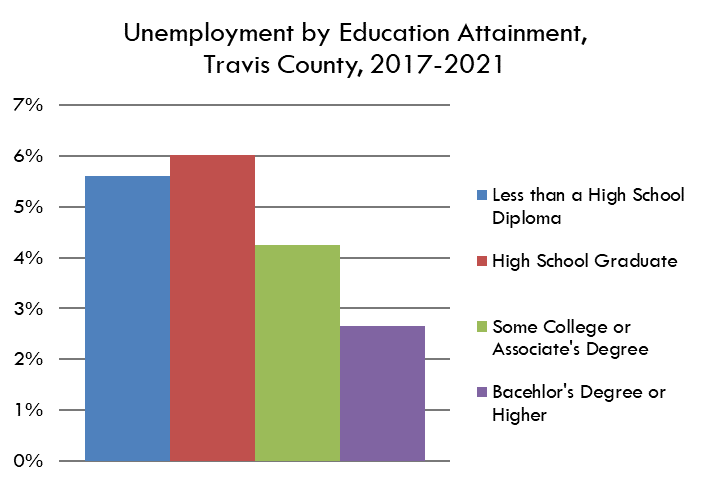 Unemployment by Education Attainment,
Travis County, 2017-2021
7%
6%
5%
4%
3%
2%
1%
0%
Less than a High School
Diploma
High School Graduate
Some College or
Associate's Degree
Bacehlor's Degree or
Higher